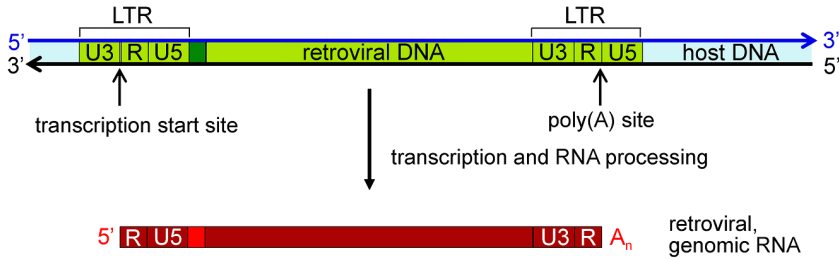 LTR LTR
5’ U3 R U5 retroviral DNA U3 R U5 host DNA 3’
3’ 5’
transcription start site poly(A) site
transcription and RNA processing
5’ R U5 U3 R An retroviral,
genomic RNA